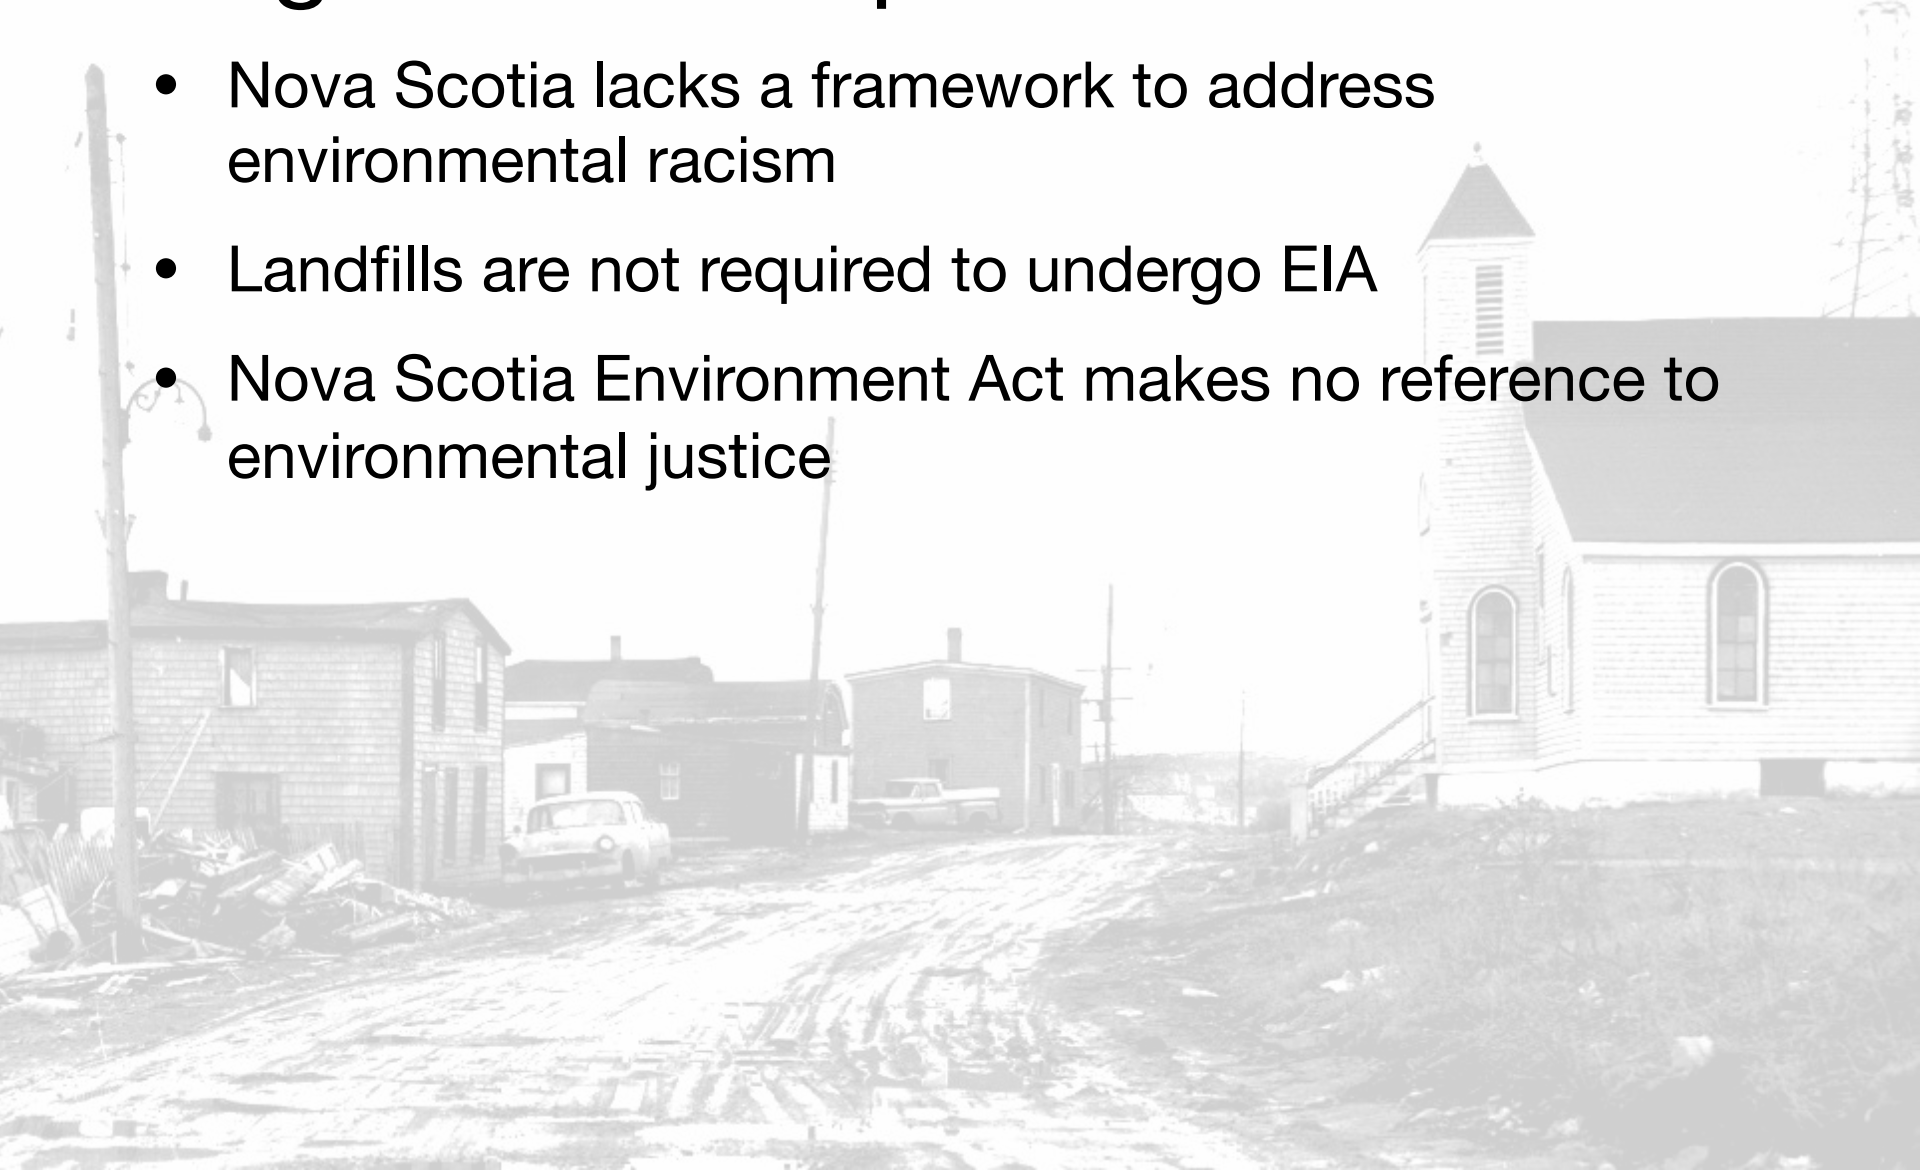 • Nova Scotia lacks a framework to address
environmental racism
• Landfills are not required to undergo EIA
• Nova Scotia Environment Act makes no reference to
environmental justice